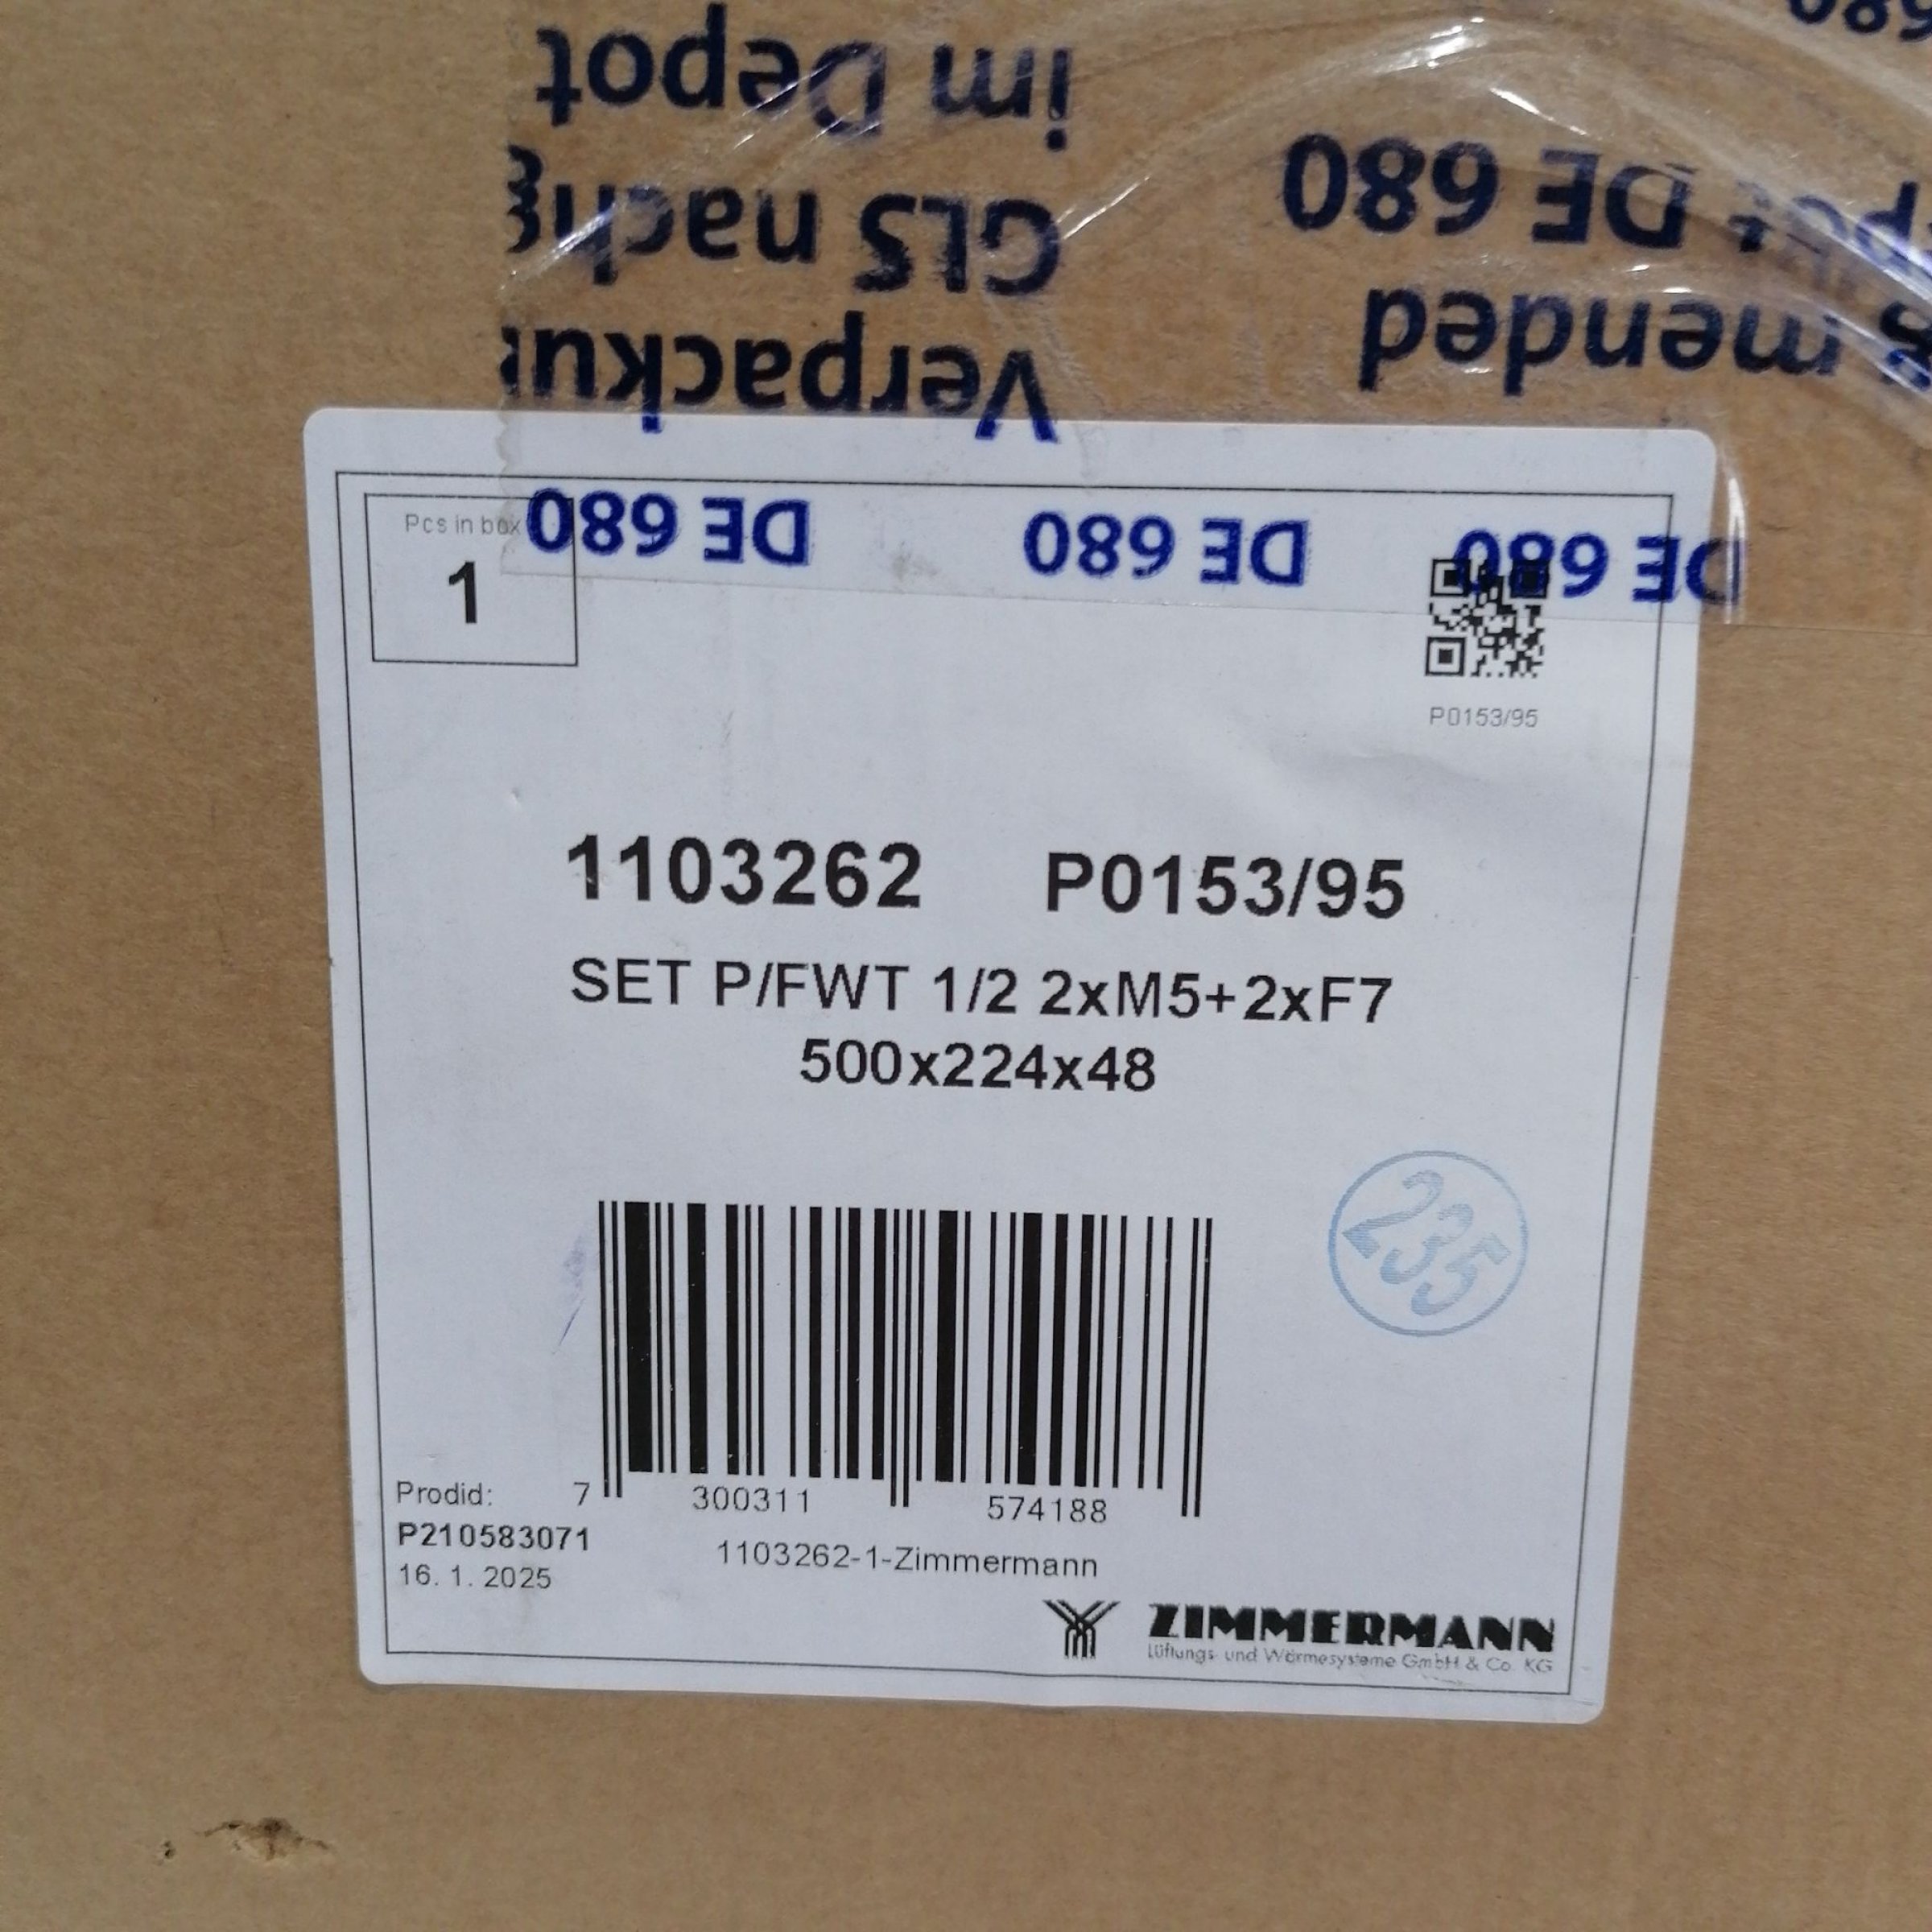 im Depot
GLS nach
DE 680
mended
DE 680
DE 680
DE 680
Pcs in box
1
P0153/95
1103262 P0153/95
SET P/FWT 1/2 2xM5+2xF7
500x224x48
235
7 300311 574188
Prodid:
P210583071
16. 1. 2025
1103262-1-Zimmermann
ZIMMERMANN
Lüftungs- und Wärmesysteme GmbH & Co. KG